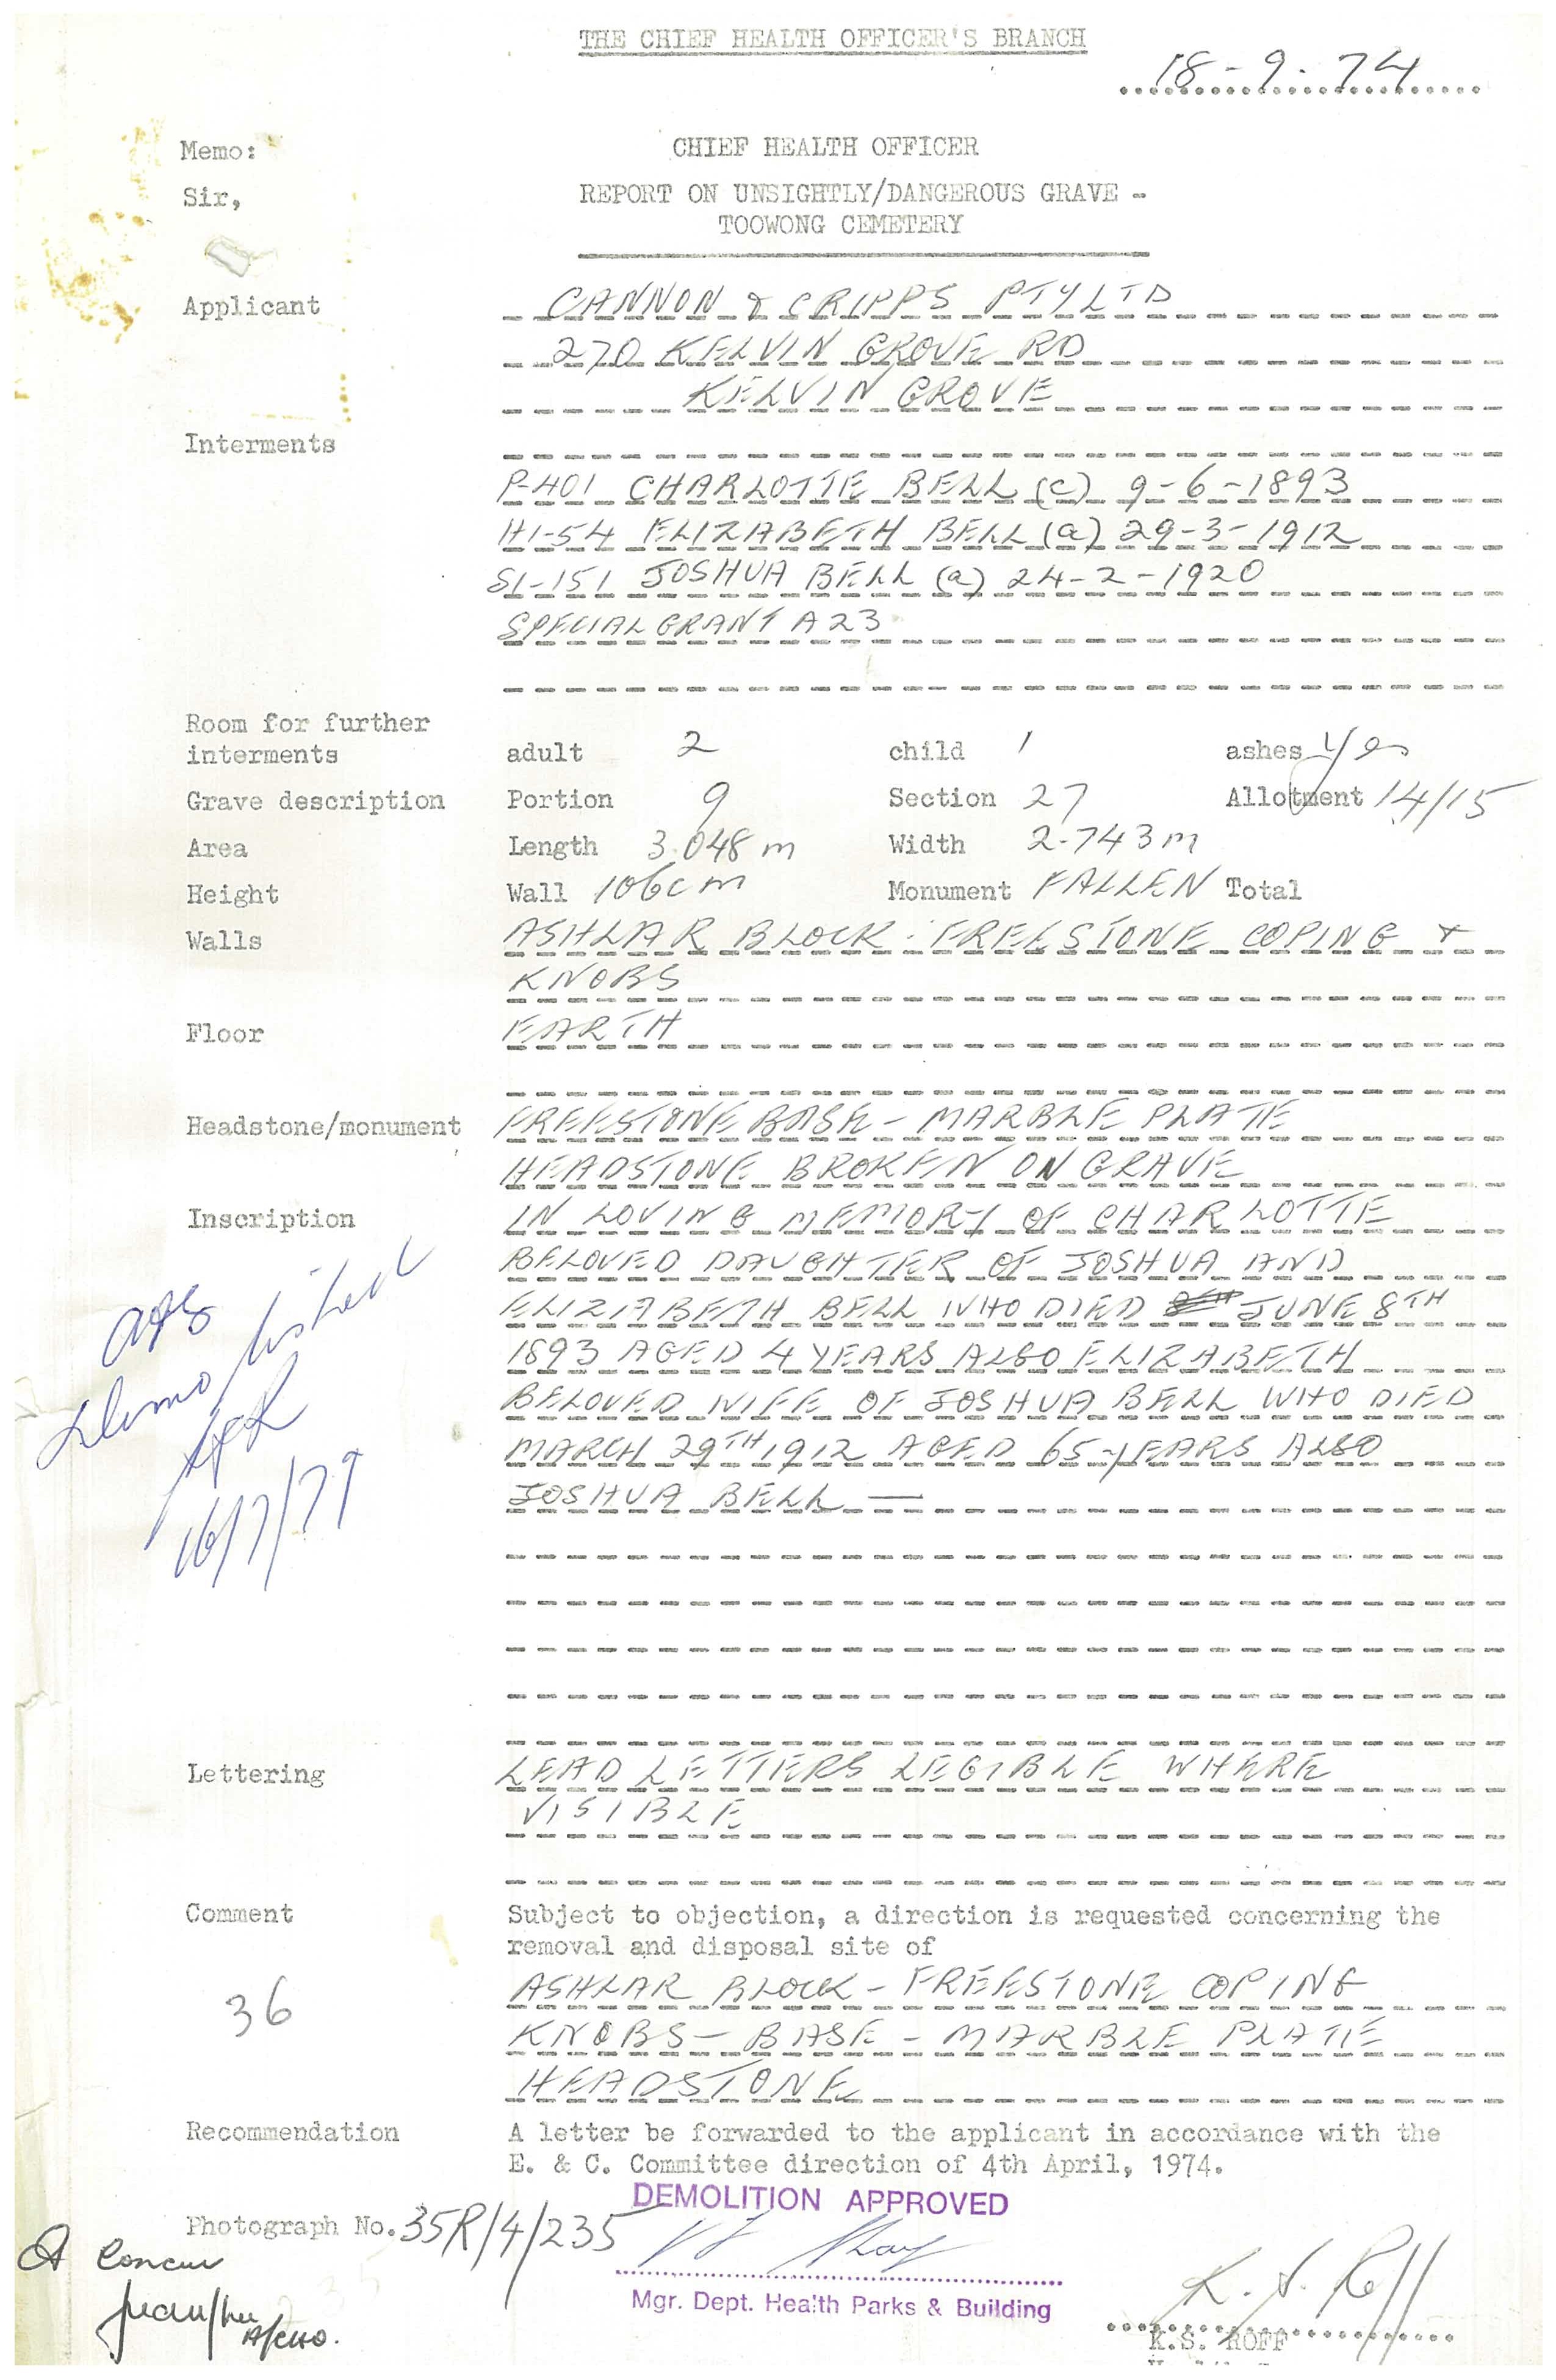 THE CHIEF HEALTH OFFICER'S BRANCH
18-9-74
Memo: CHIEF HEALTH OFFICER
Sir, REPORT ON UNSIGHTLY/DANGEROUS GRAVE -
TOOWONG CEMETERY
Applicant CANNON & CRIPPS PTY LTD
270 KELVIN GROVE RD
KELVIN GROVE
Interments
P-401 CHARLOTTE BELL (c) 9-6-1893
H1-54 ELIZABETH BELL (a) 29-3-1912
S1-151 JOSHUA BELL (a) 24-2-1920
SPECIAL GRANT A23
Room for further
interments adult 2 child 1 ashes yes
Grave description Portion 9 Section 27 Allotment 14/15
Area Length 3.048m Width 2.743m
Height Wall 106cm Monument FALLEN Total
Walls ASHLAR BLOCK - FREESTONE COPING &
KNOBS
Floor EARTH
Headstone/monument FREESTONE BASE - MARBLE PLATE
HEADSTONE BROKEN ON GRAVE
Inscription IN LOVING MEMORY OF CHARLOTTE
BELOVED DAUGHTER OF JOSHUA AND
ELIZABETH BELL WHO DIED JUNE 8TH
1893 AGED 4 YEARS ALSO ELIZABETH
BELOVED WIFE OF JOSHUA BELL WHO DIED
MARCH 29TH 1912 AGED 65 YEARS ALSO
JOSHUA BELL —
Demolished
16/7/79
Lettering LEAD LETTERS LEGIBLE WHERE
VISIBLE
Comment Subject to objection, a direction is requested concerning the
removal and disposal site of
36 ASHLAR BLOCK - FREESTONE COPING
KNOBS - BASE - MARBLE PLATE
HEADSTONE
Recommendation A letter be forwarded to the applicant in accordance with the
E. & C. Committee direction of 4th April, 1974.
DEMOLITION APPROVED
Photograph No. 35R/4/235
Mgr. Dept. Health Parks & Building
I concur
A/CHO.
K. S. Roff
K.S. ROFF